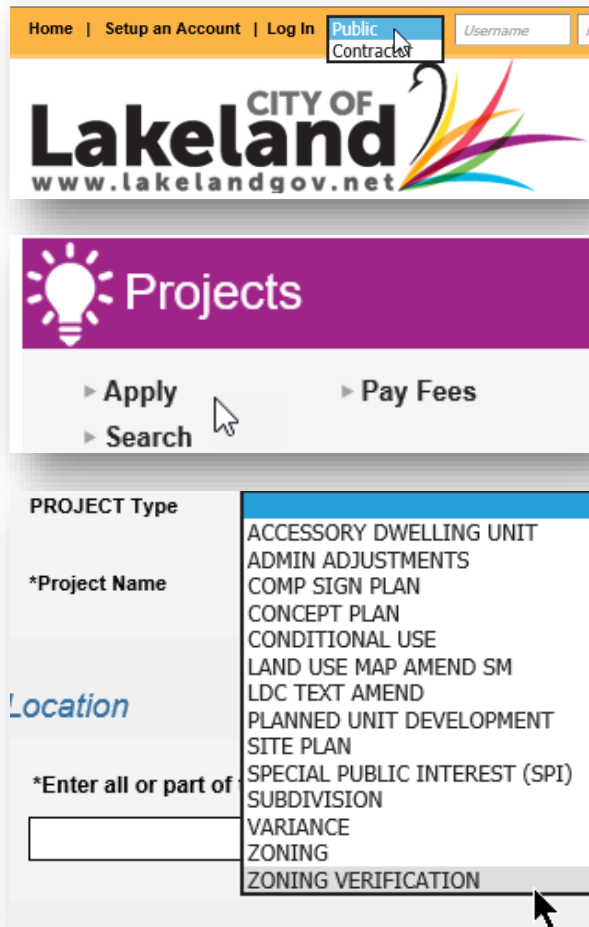 Home | Setup an Account | Log In Public Username
Contractor
CITY OF
Lakeland
www.lakelandgov.net
Projects
Apply Pay Fees
Search
PROJECT Type
ACCESSORY DWELLING UNIT
ADMIN ADJUSTMENTS
*Project Name COMP SIGN PLAN
CONCEPT PLAN
CONDITIONAL USE
LAND USE MAP AMEND SM
LDC TEXT AMEND
Location PLANNED UNIT DEVELOPMENT
SITE PLAN
*Enter all or part of SPECIAL PUBLIC INTEREST (SPI)
SUBDIVISION
VARIANCE
ZONING
ZONING VERIFICATION